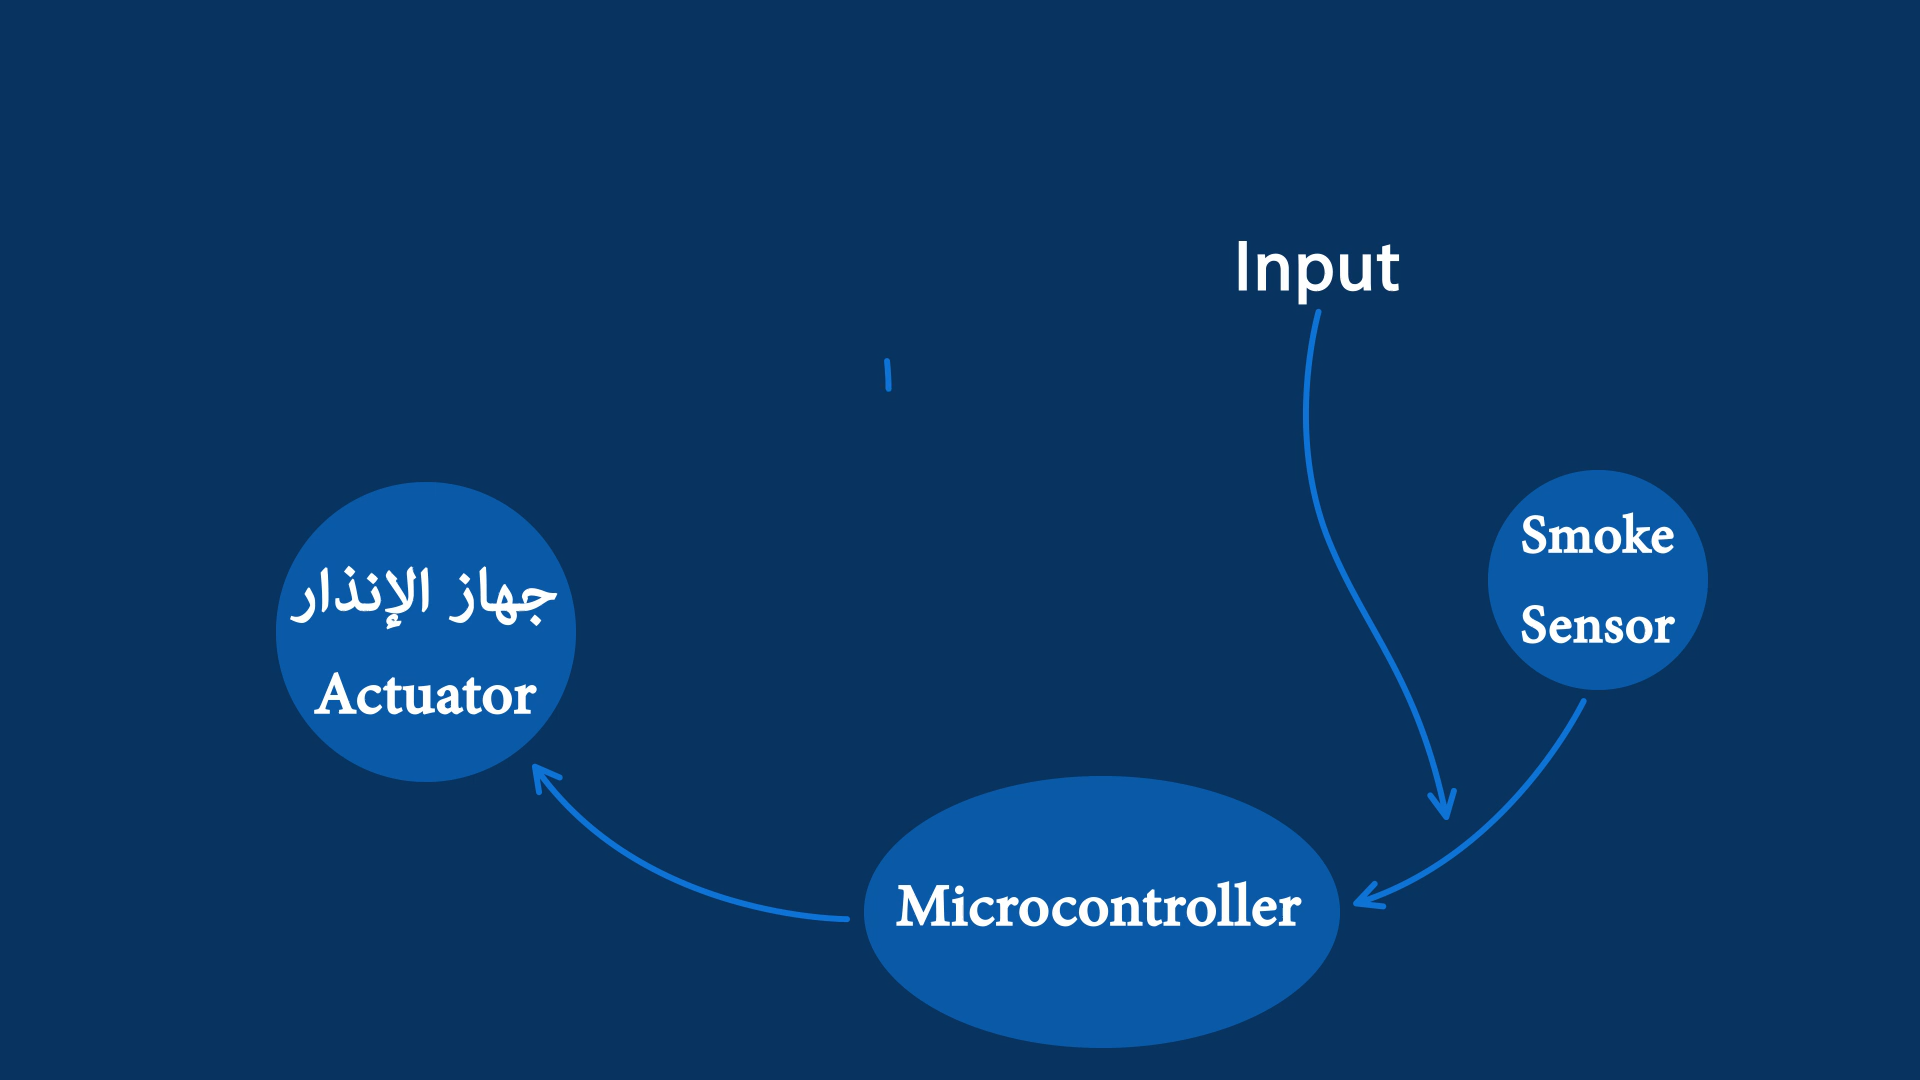 Input
Smoke
Sensor
جهاز الإنذار
Actuator
Microcontroller